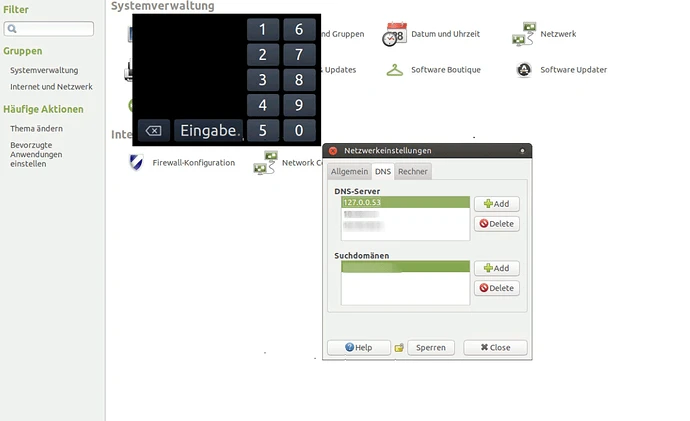 Filter
Gruppen
Systemverwaltung
Internet und Netzwerk
Häufige Aktionen
Thema ändern
Bevorzugte
Anwendungen
einstellen
Systemverwaltung
nd Gruppen
Datum und Uhrzeit
Netzwerk
& Updates
Software Boutique
Software Updater
Inte
Firewall-Konfiguration
Network Co
1 6
2 7
3 8
4 9
Eingabe. 5 0
Netzwerkeinstellungen
Allgemein DNS Rechner
DNS-Server
127.0.0.53
Add
Delete
Suchdomänen
Add
Delete
Help Sperren Close